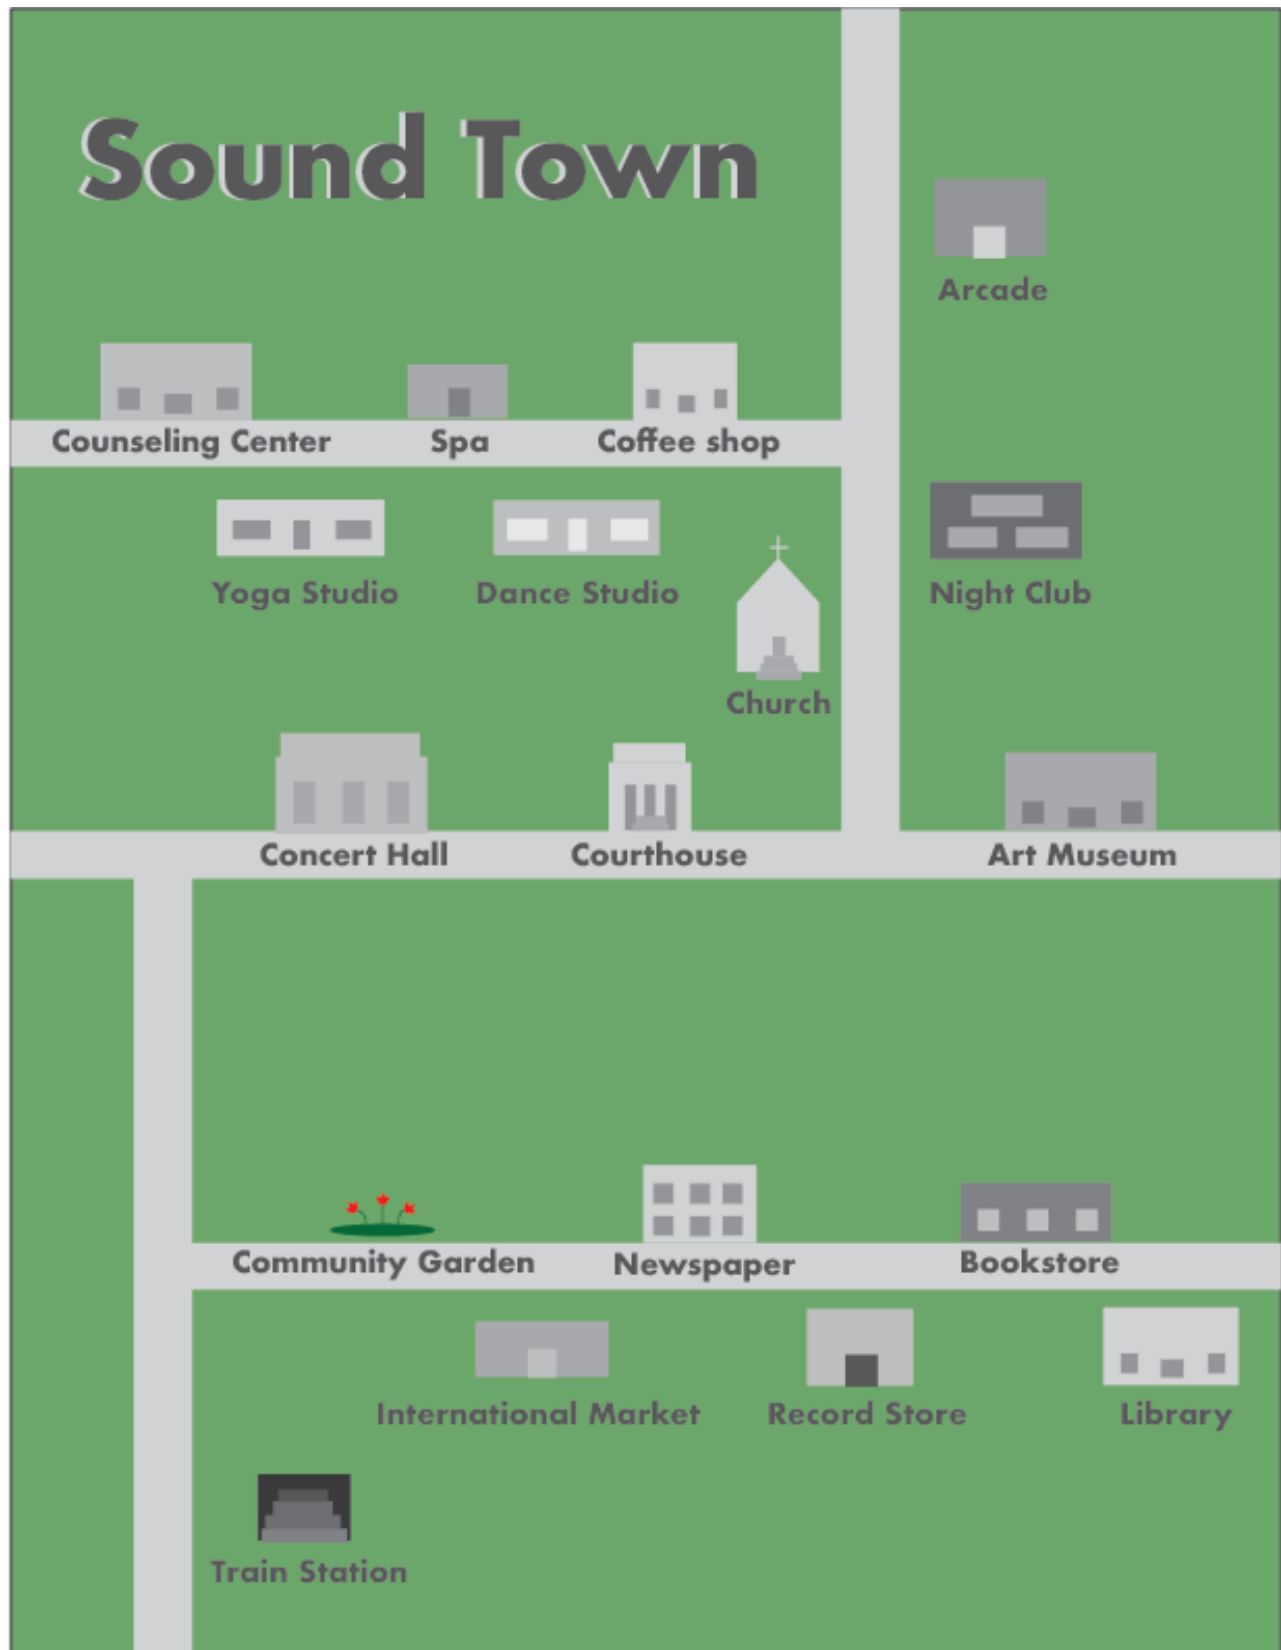 Sound Town
Arcade
Counseling Center
Spa
Coffee shop
Yoga Studio
Dance Studio
Night Club
Church
Concert Hall
Courthouse
Art Museum
Community Garden
Newspaper
Bookstore
International Market
Record Store
Library
Train Station